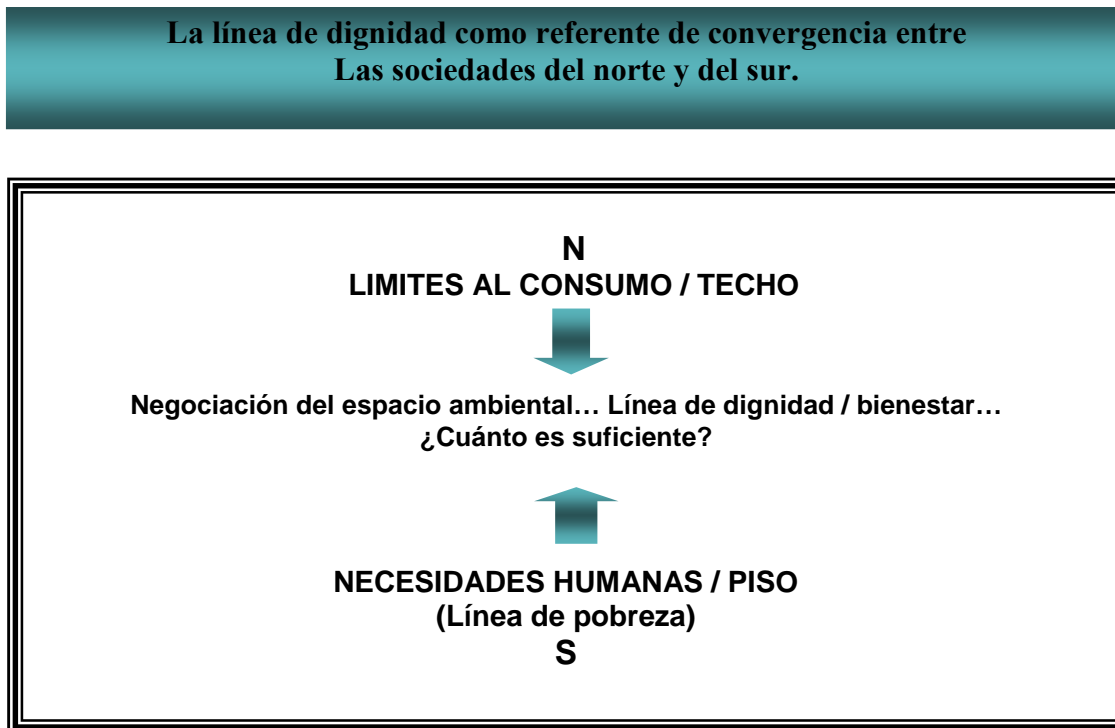 La línea de dignidad como referente de convergencia entre
Las sociedades del norte y del sur.
N
LIMITES AL CONSUMO / TECHO
Negociación del espacio ambiental… Línea de dignidad / bienestar…
¿Cuánto es suficiente?
NECESIDADES HUMANAS / PISO
(Línea de pobreza)
S